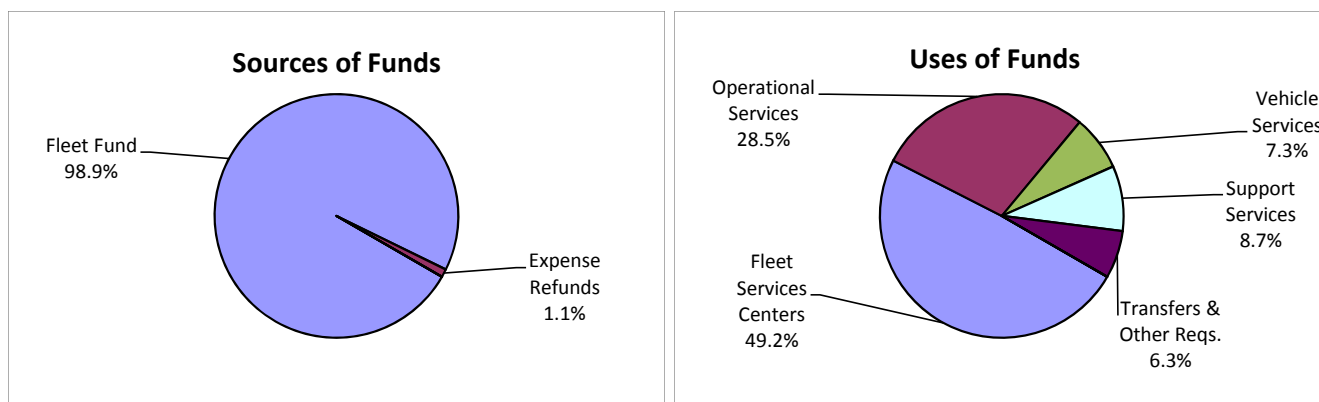 Sources of Funds
Fleet Fund
98.9%
Expense
Refunds
1.1%
Uses of Funds
Operational
Services
28.5%
Vehicle
Services
7.3%
Support
Services
8.7%
Fleet
Services
Centers
49.2%
Transfers &
Other Reqs.
6.3%